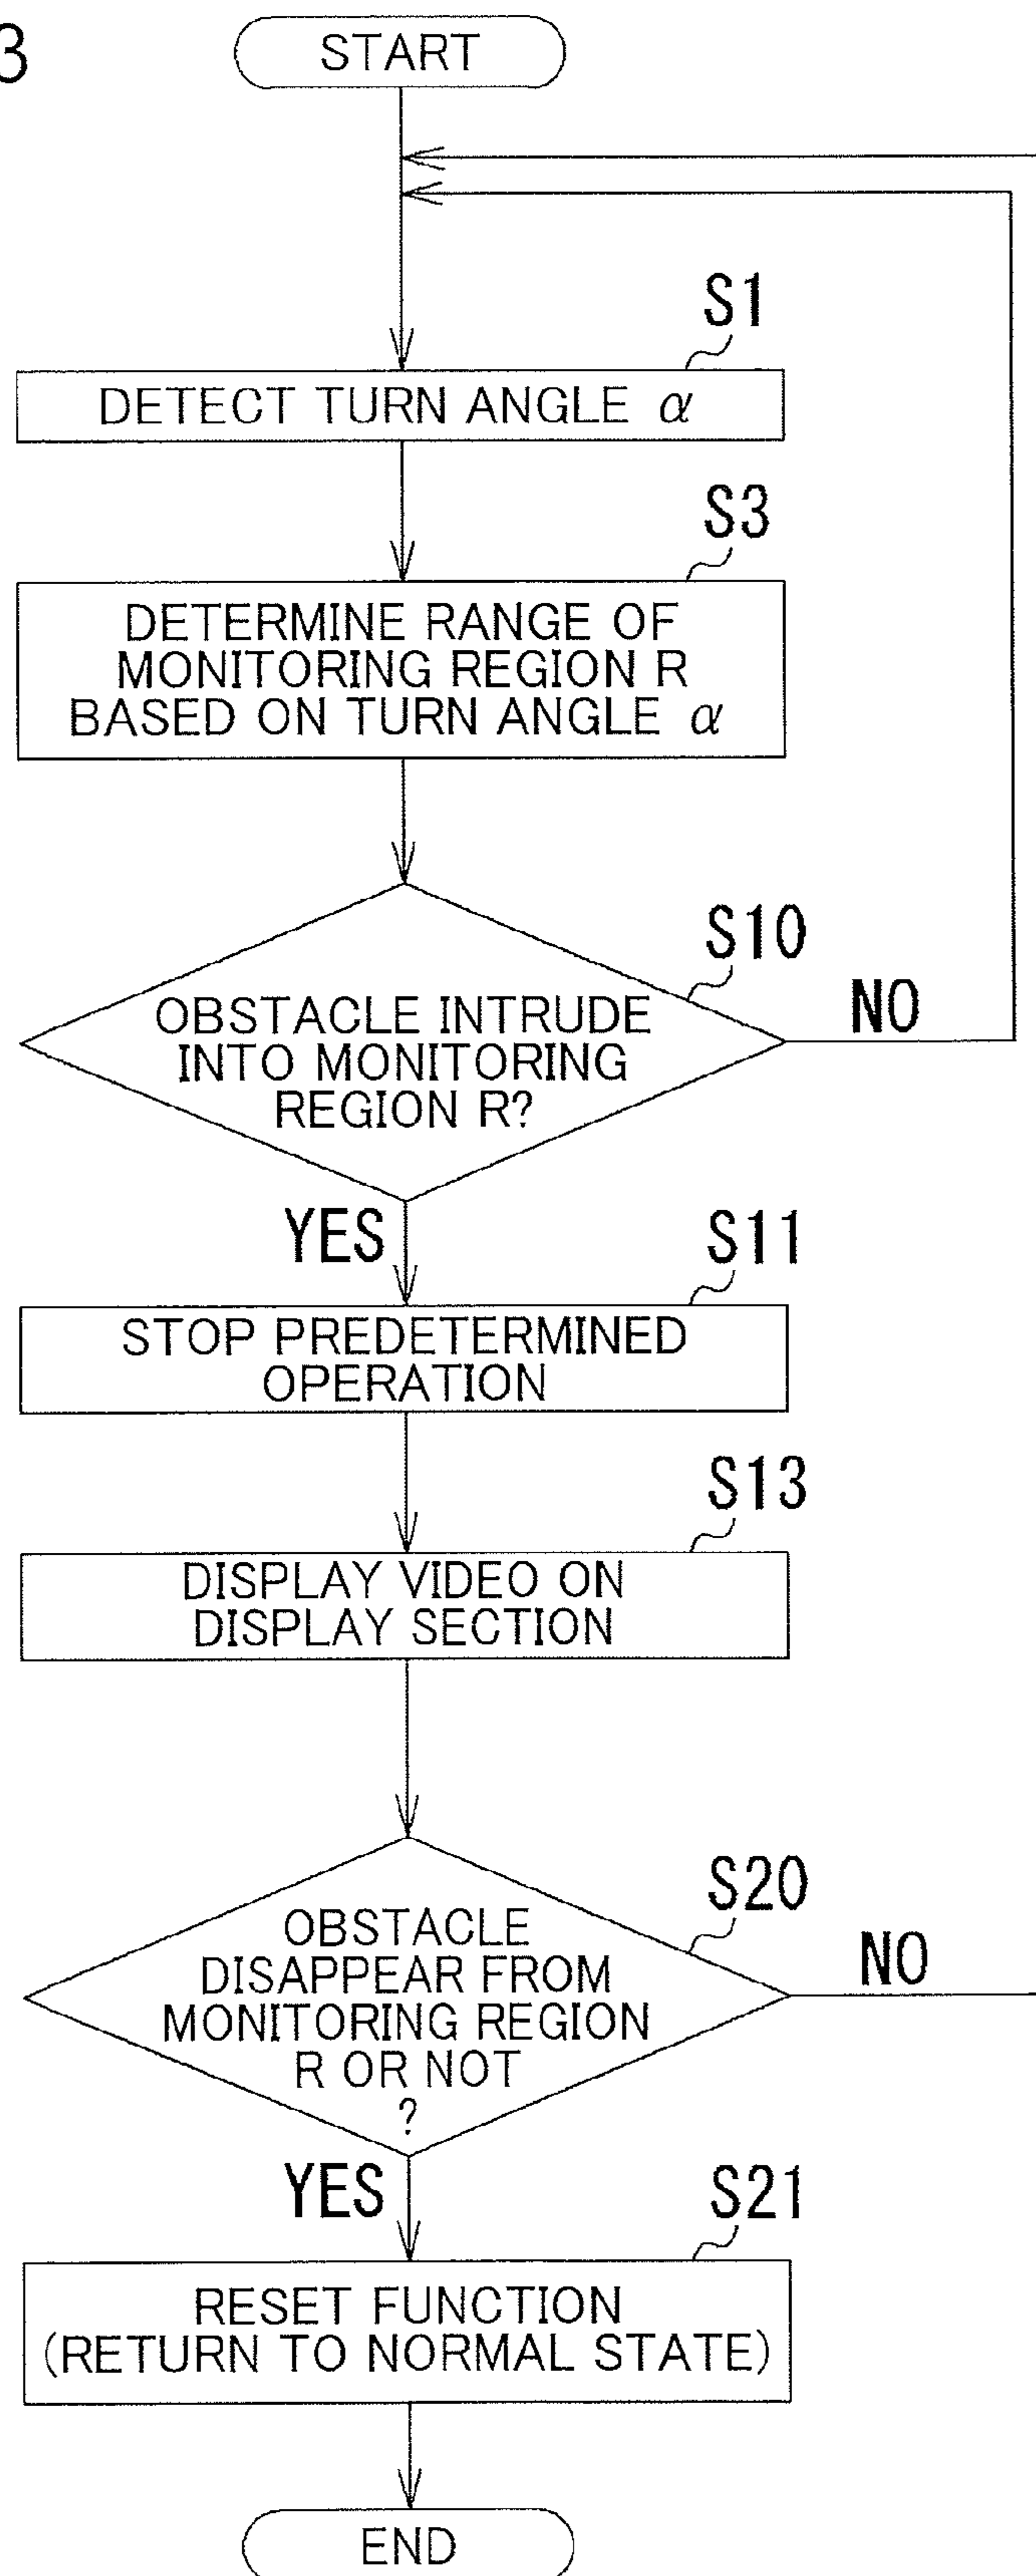 3
START
S1
DETECT TURN ANGLE α
S3
DETERMINE RANGE OF
MONITORING REGION R
BASED ON TURN ANGLE α
S10
OBSTACLE INTRUDE
INTO MONITORING
REGION R?
NO
YES
S11
STOP PREDETERMINED
OPERATION
S13
DISPLAY VIDEO ON
DISPLAY SECTION
S20
OBSTACLE
DISAPPEAR FROM
MONITORING REGION
R OR NOT
?
NO
YES
S21
RESET FUNCTION
(RETURN TO NORMAL STATE)
END